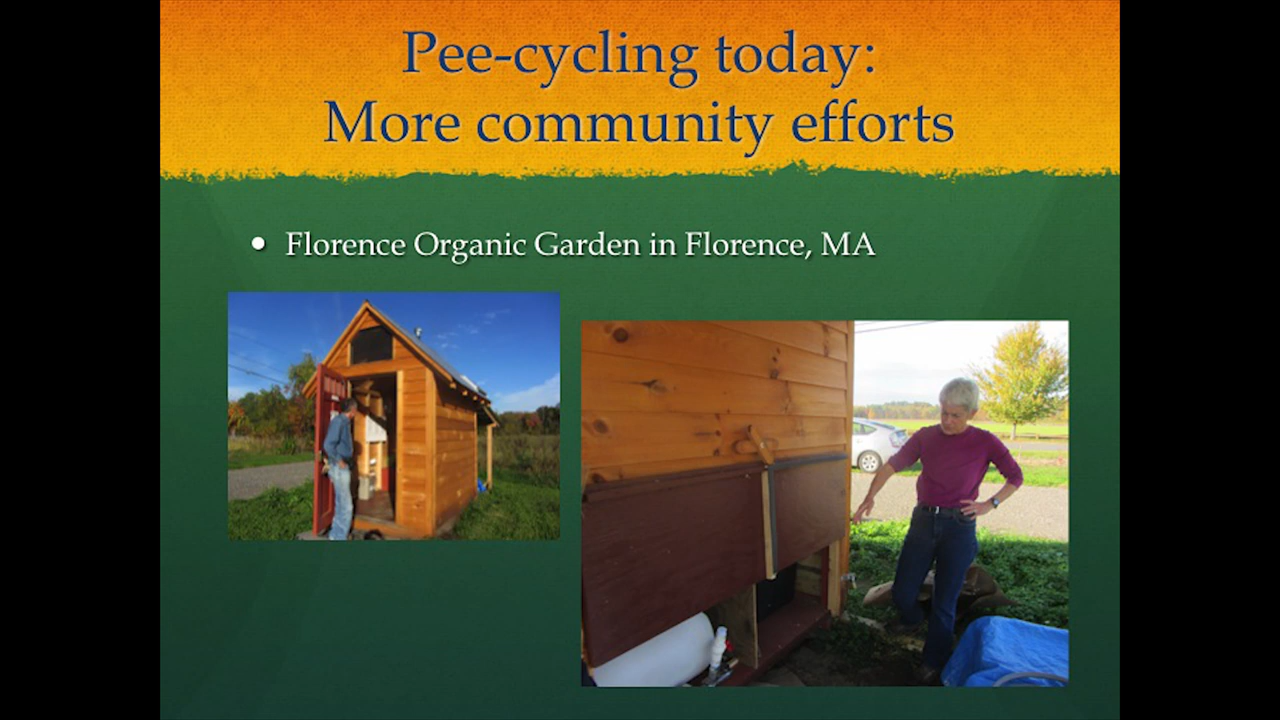 Pee-cycling today:
More community efforts
• Florence Organic Garden in Florence, MA